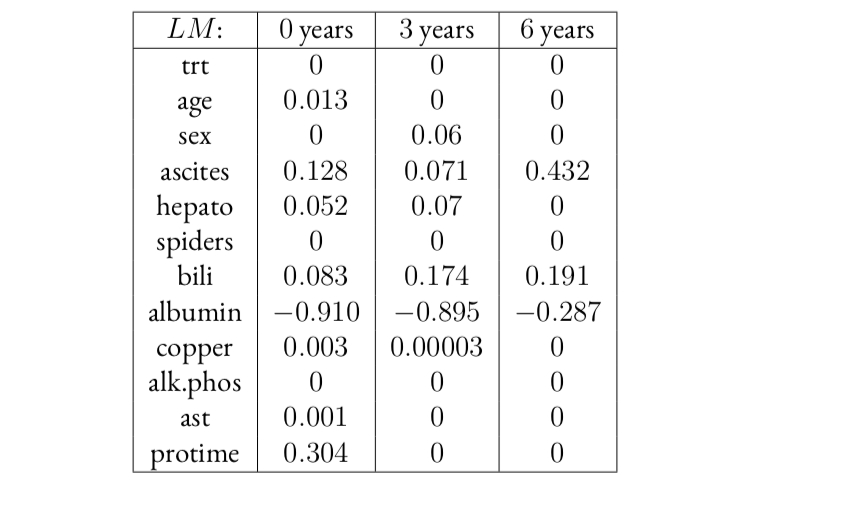 LM: 0 years 3 years 6 years
trt 0 0 0
age 0.013 0 0
sex 0 0.06 0
ascites 0.128 0.071 0.432
hepato 0.052 0.07 0
spiders 0 0 0
bili 0.083 0.174 0.191
albumin −0.910 −0.895 −0.287
copper 0.003 0.00003 0
alk.phos 0 0 0
ast 0.001 0 0
protime 0.304 0 0